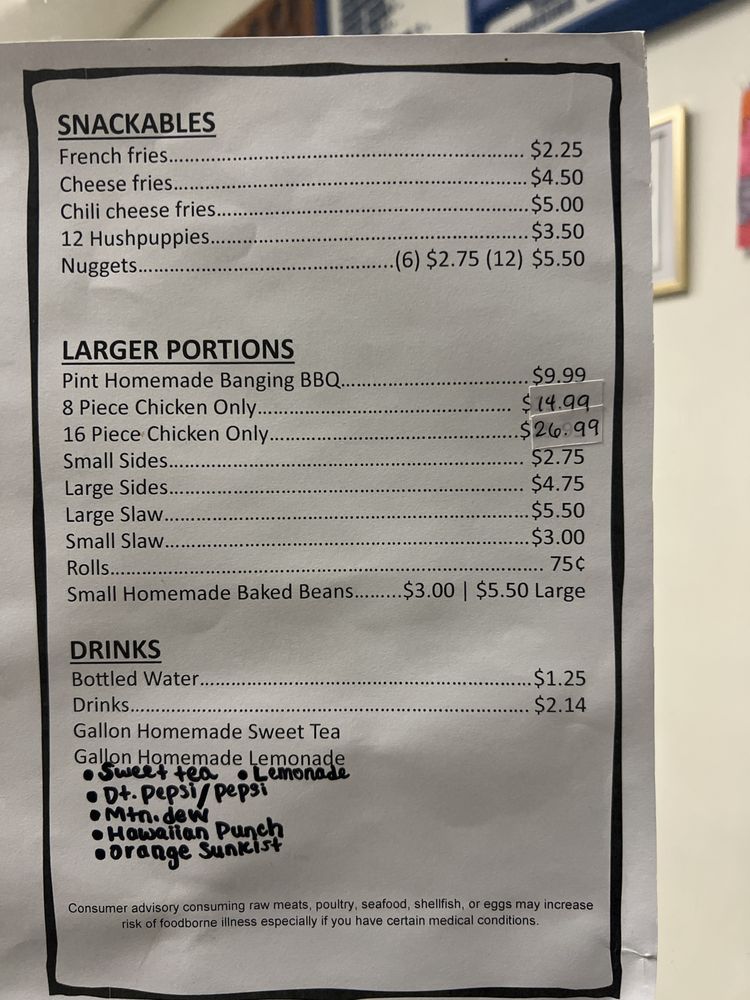 SNACKABLES
French fries.................................................................. $2.25
Cheese fries.................................................................. $4.50
Chili cheese fries......................................................... $5.00
12 Hushpuppies.......................................................... $3.50
Nuggets...............................................(6) $2.75 (12) $5.50
LARGER PORTIONS
Pint Homemade Banging BBQ.................................. $9.99
8 Piece Chicken Only............................................... $14.99
16 Piece Chicken Only.............................................$26.99
Small Sides................................................................. $2.75
Large Sides................................................................. $4.75
Large Slaw.................................................................. $5.50
Small Slaw.................................................................. $3.00
Rolls............................................................................ 75¢
Small Homemade Baked Beans.........$3.00 | $5.50 Large
DRINKS
Bottled Water............................................................ $1.25
Drinks........................................................................ $2.14
Gallon Homemade Sweet Tea
Gallon Homemade Lemonade
• Sweet tea • Lemonade
• Dt. pepsi/pepsi
• Mtn. dew
• Hawaiian Punch
• orange Sunkist
Consumer advisory consuming raw meats, poultry, seafood, shellfish, or eggs may increase
risk of foodborne illness especially if you have certain medical conditions.